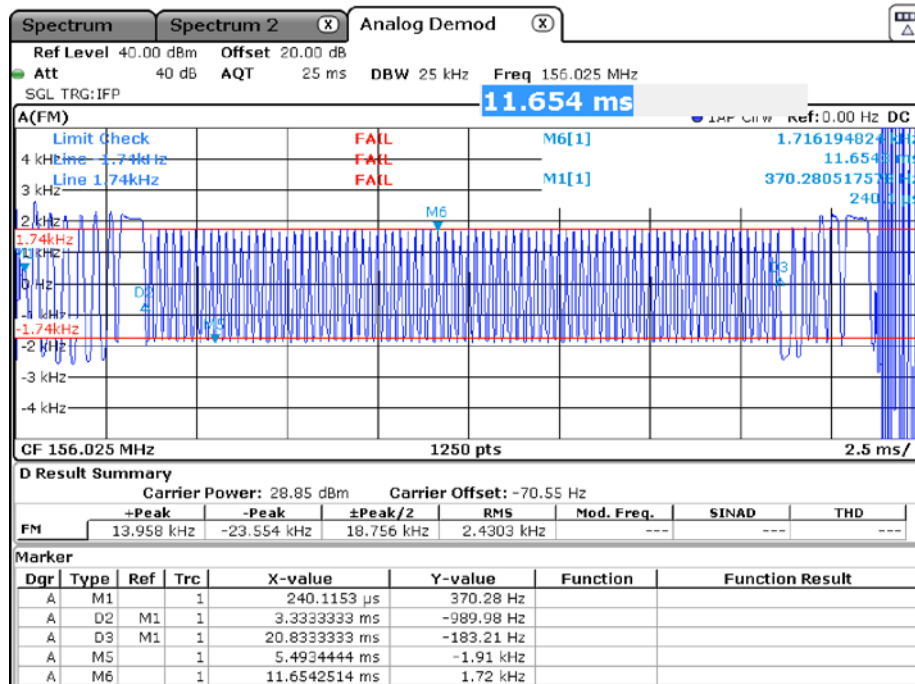 Spectrum Spectrum 2 X Analog Demod X
Ref Level 40.00 dBm Offset 20.00 dB
Att 40 dB AQT 25 ms DBW 25 kHz Freq 156.025 MHz
SGL TRG:IFP
11.654 ms
A(FM) Ref:0.00 Hz DC
Limit Check FAIL M6[1] 1.716194824
4 kHz Line -1.74kHz FAIL 11.654
Line 1.74kHz FAIL M1[1] 370.280517578
3 kHz 240.1 µs
M6
2 kHz
1.74kHz
1 kHz
D3
0 Hz
D2
-1 kHz M5
-1.74kHz
-2 kHz
-3 kHz
-4 kHz
CF 156.025 MHz 1250 pts 2.5 ms/
D Result Summary
Carrier Power: 28.85 dBm Carrier Offset: -70.55 Hz
+Peak -Peak ±Peak/2 RMS Mod. Freq. SINAD THD
FM 13.958 kHz -23.554 kHz 18.756 kHz 2.4303 kHz --- --- ---
Marker
Dgr Type Ref Trc X-value Y-value Function Function Result
A M1 1 240.1153 µs 370.28 Hz
A D2 M1 1 3.3333333 ms -989.98 Hz
A D3 M1 1 20.8333333 ms -183.21 Hz
A M5 1 5.4934444 ms -1.91 kHz
A M6 1 11.6542514 ms 1.72 kHz